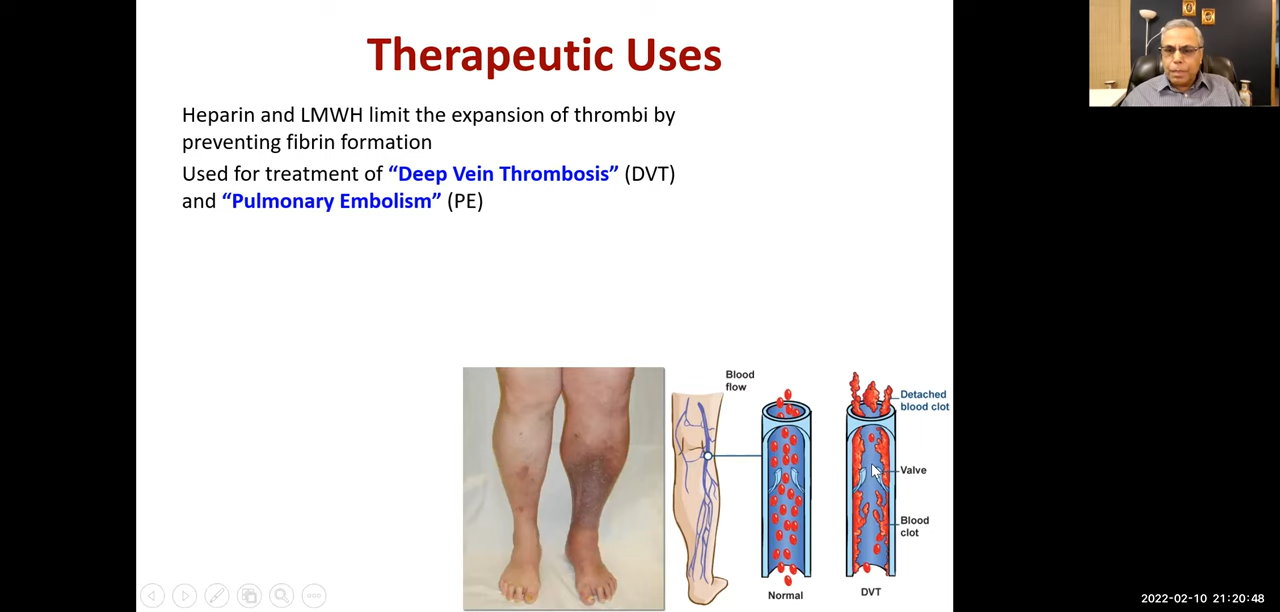 Therapeutic Uses
Heparin and LMWH limit the expansion of thrombi by
preventing fibrin formation
Used for treatment of “Deep Vein Thrombosis” (DVT)
and “Pulmonary Embolism” (PE)
Blood
flow
Detached
blood clot
Valve
Blood
clot
Normal
DVT
2022-02-10 21:20:48